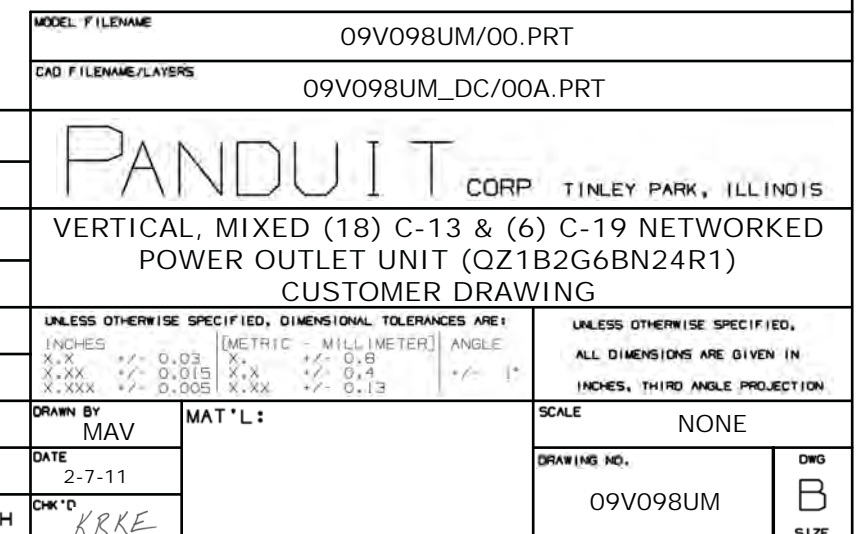 MODEL FILENAME
09V098UM/00.PRT
CAD FILENAME/LAYERS
09V098UM_DC/00A.PRT
PANDUIT CORP TINLEY PARK, ILLINOIS
VERTICAL, MIXED (18) C-13 & (6) C-19 NETWORKED
POWER OUTLET UNIT (QZ1B2G6BN24R1)
CUSTOMER DRAWING
UNLESS OTHERWISE SPECIFIED, DIMENSIONAL TOLERANCES ARE:
INCHES [METRIC - MILLIMETER] ANGLE
X.X +/- 0.03 X. +/- 0.8
X.XX +/- 0.015 X.X +/- 0.4 +/- 1°
X.XXX +/- 0.005 X.XX +/- 0.13
UNLESS OTHERWISE SPECIFIED,
ALL DIMENSIONS ARE GIVEN IN
INCHES, THIRD ANGLE PROJECTION
DRAWN BY
MAV
MAT'L:
SCALE
NONE
DATE
2-7-11
DRAWING NO.
09V098UM
DWG
B
SIZE
H
CHK'D
KRKE